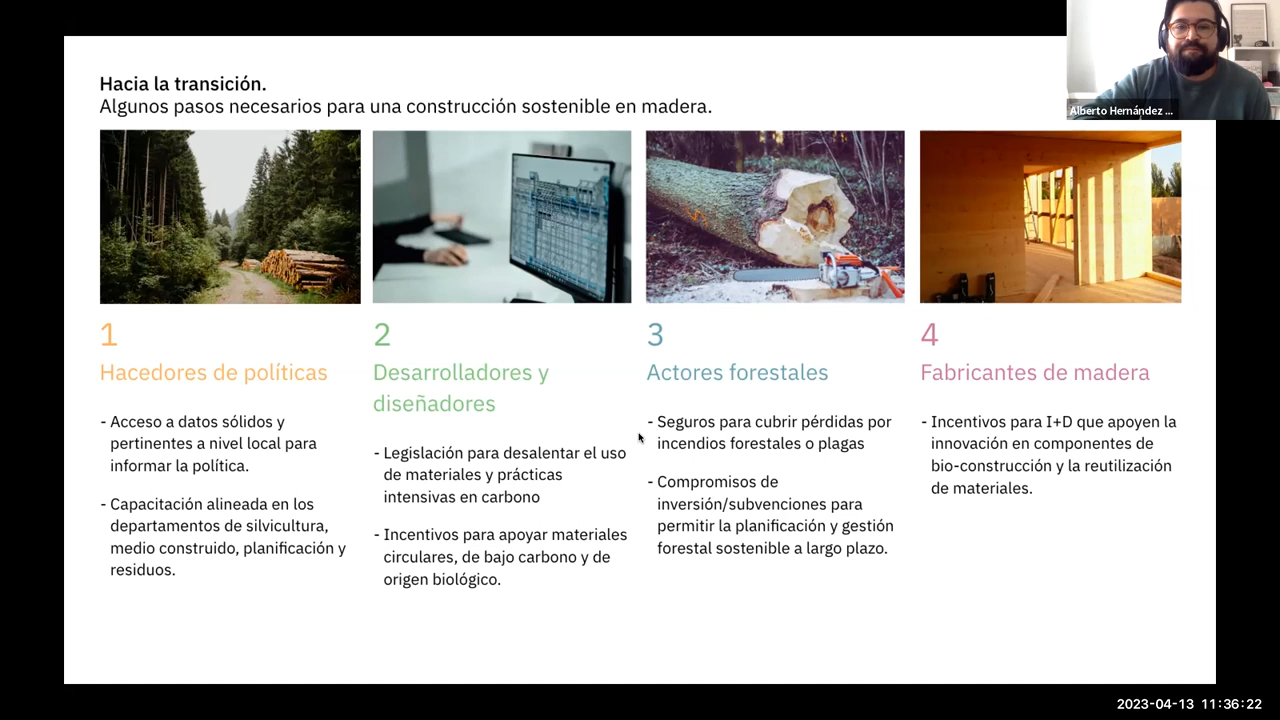 Hacia la transición.
Algunos pasos necesarios para una construcción sostenible en madera.
Alberto Hernández ...
1
Hacedores de políticas
- Acceso a datos sólidos y
pertinentes a nivel local para
informar la política.
- Capacitación alineada en los
departamentos de silvicultura,
medio construido, planificación y
residuos.
2
Desarrolladores y
diseñadores
- Legislación para desalentar el uso
de materiales y prácticas
intensivas en carbono
- Incentivos para apoyar materiales
circulares, de bajo carbono y de
origen biológico.
3
Actores forestales
- Seguros para cubrir pérdidas por
incendios forestales o plagas
- Compromisos de
inversión/subvenciones para
permitir la planificación y gestión
forestal sostenible a largo plazo.
4
Fabricantes de madera
- Incentivos para I+D que apoyen la
innovación en componentes de
bio-construcción y la reutilización
de materiales.
2023-04-13 11:36:22